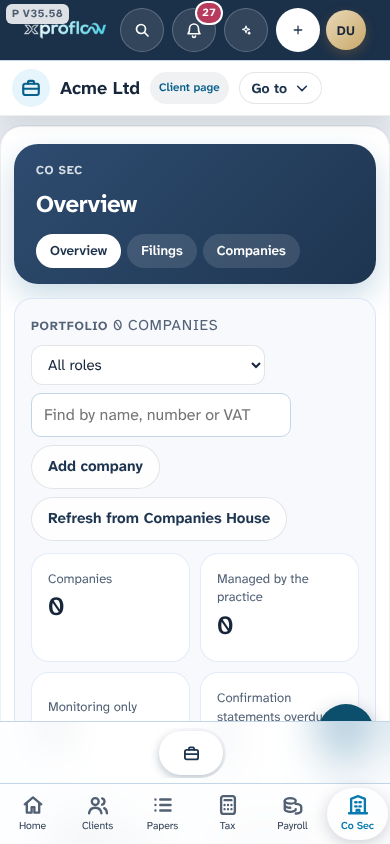 P V35.58
xproflow
27
DU
Acme Ltd
Client page
Go to
CO SEC
Overview
Overview
Filings
Companies
PORTFOLIO 0 COMPANIES
All roles
Find by name, number or VAT
Add company
Refresh from Companies House
Companies
0
Managed by the
practice
0
Monitoring only
Confirmation
statements overdu
Home
Clients
Papers
Tax
Payroll
Co Sec